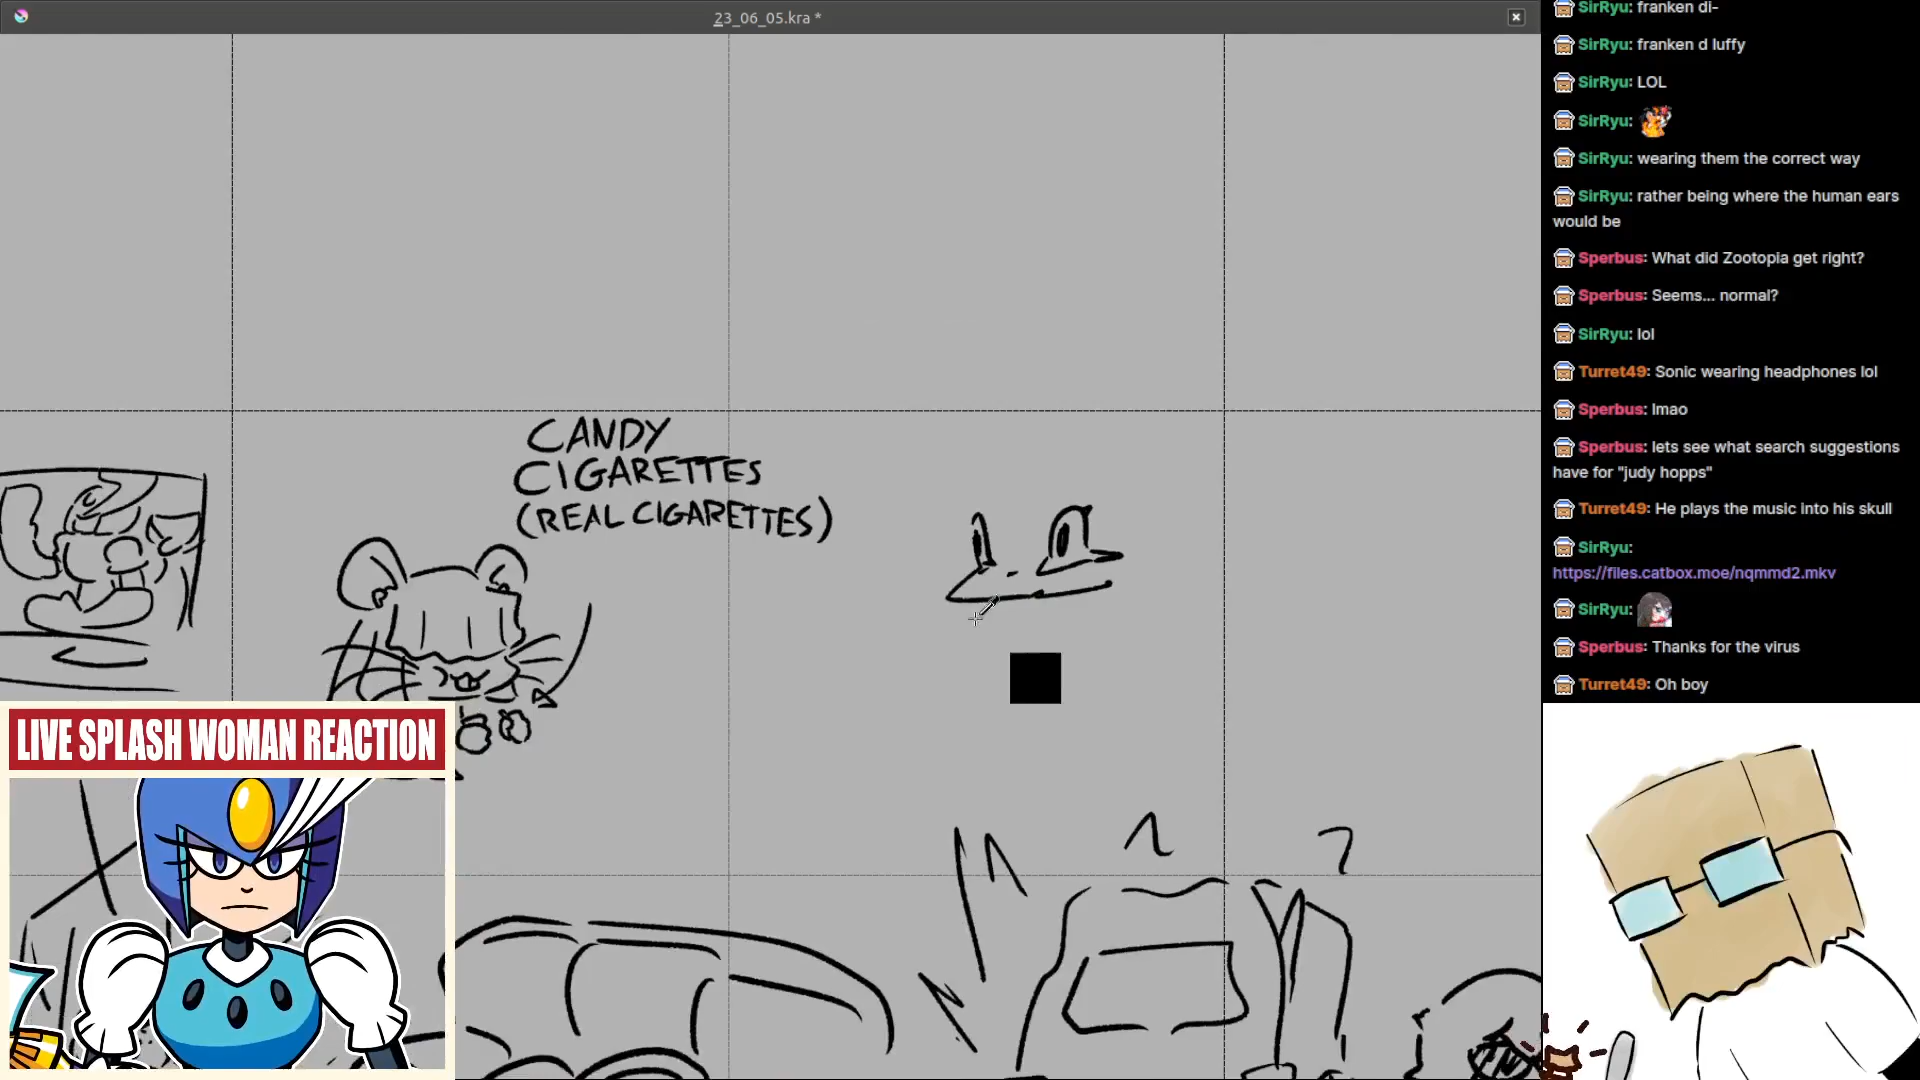 23_06_05.kra *
SirRyu: franken di-
SirRyu: franken d luffy
SirRyu: LOL
SirRyu:
SirRyu: wearing them the correct way
SirRyu: rather being where the human ears
would be
Sperbus: What did Zootopia get right?
Sperbus: Seems... normal?
SirRyu: lol
Turret49: Sonic wearing headphones lol
Sperbus: lmao
Sperbus: lets see what search suggestions
have for "judy hopps"
Turret49: He plays the music into his skull
SirRyu:
https://files.catbox.moe/nqmmd2.mkv
SirRyu:
Sperbus: Thanks for the virus
Turret49: Oh boy
CANDY
CIGARETTES
(REAL CIGARETTES)
LIVE SPLASH WOMAN REACTION